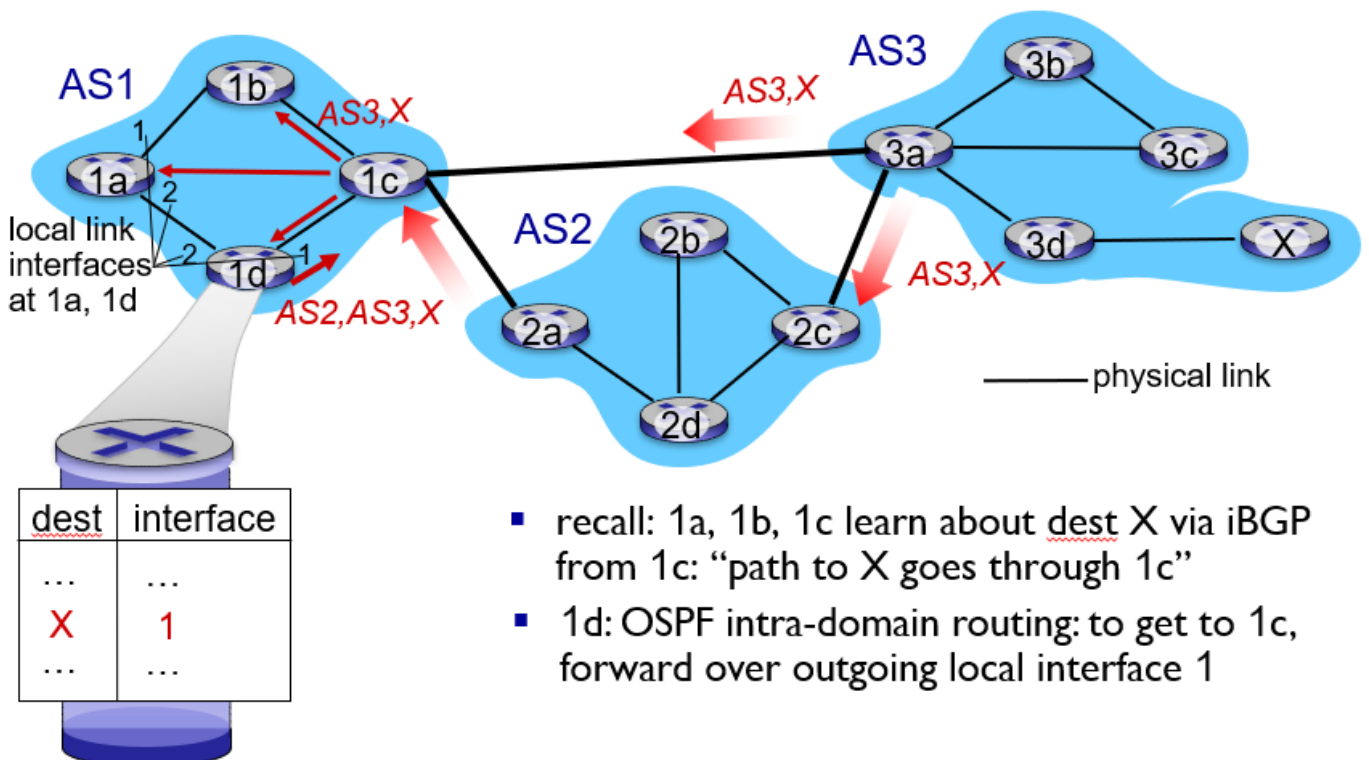 AS1
1b
AS3,X
1
1a
1c
2
local link
interfaces
at 1a, 1d
2
1d
1
AS2,AS3,X
AS3,X
AS3
3b
3a
3c
3d
X
AS3,X
AS2
2b
2a
2c
2d
physical link
dest interface
... ...
X 1
... ...
▪ recall: 1a, 1b, 1c learn about dest X via iBGP
from 1c: “path to X goes through 1c”
▪ 1d: OSPF intra-domain routing: to get to 1c,
forward over outgoing local interface 1